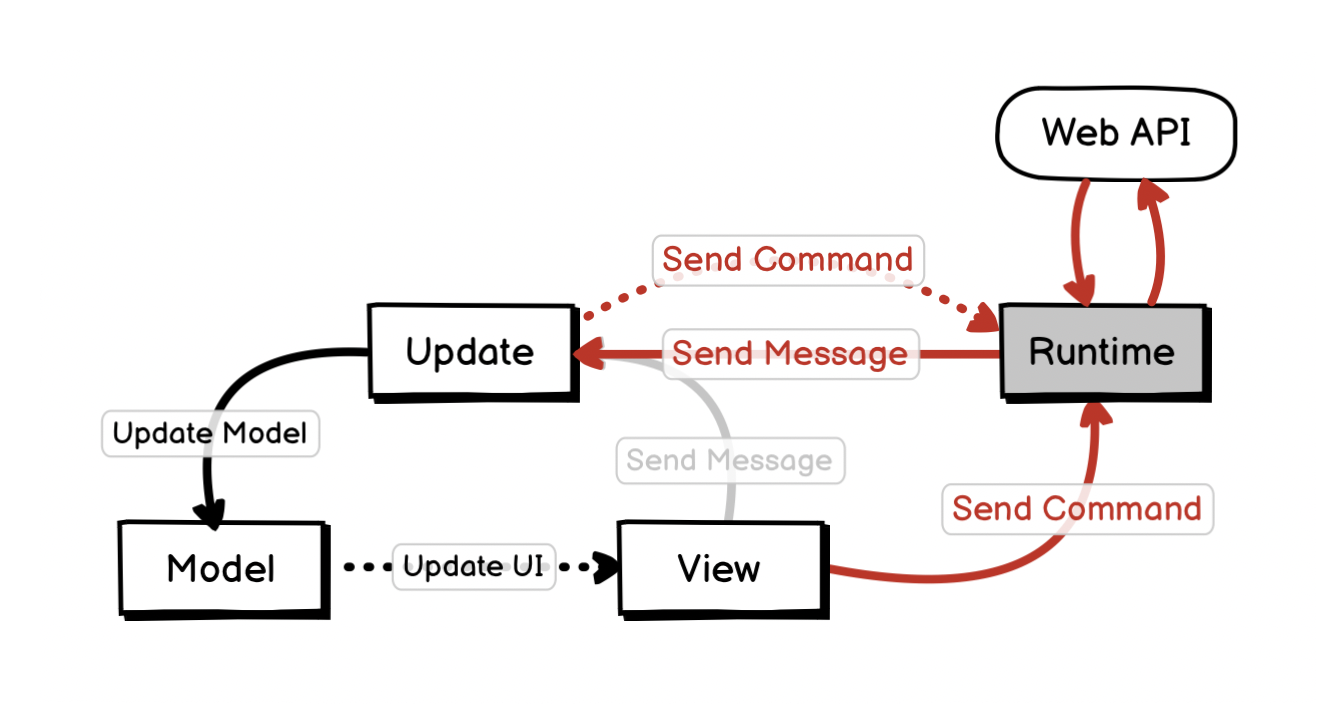 Web API
Send Command
Update
Send Message
Runtime
Update Model
Send Message
Send Command
Model
Update UI
View